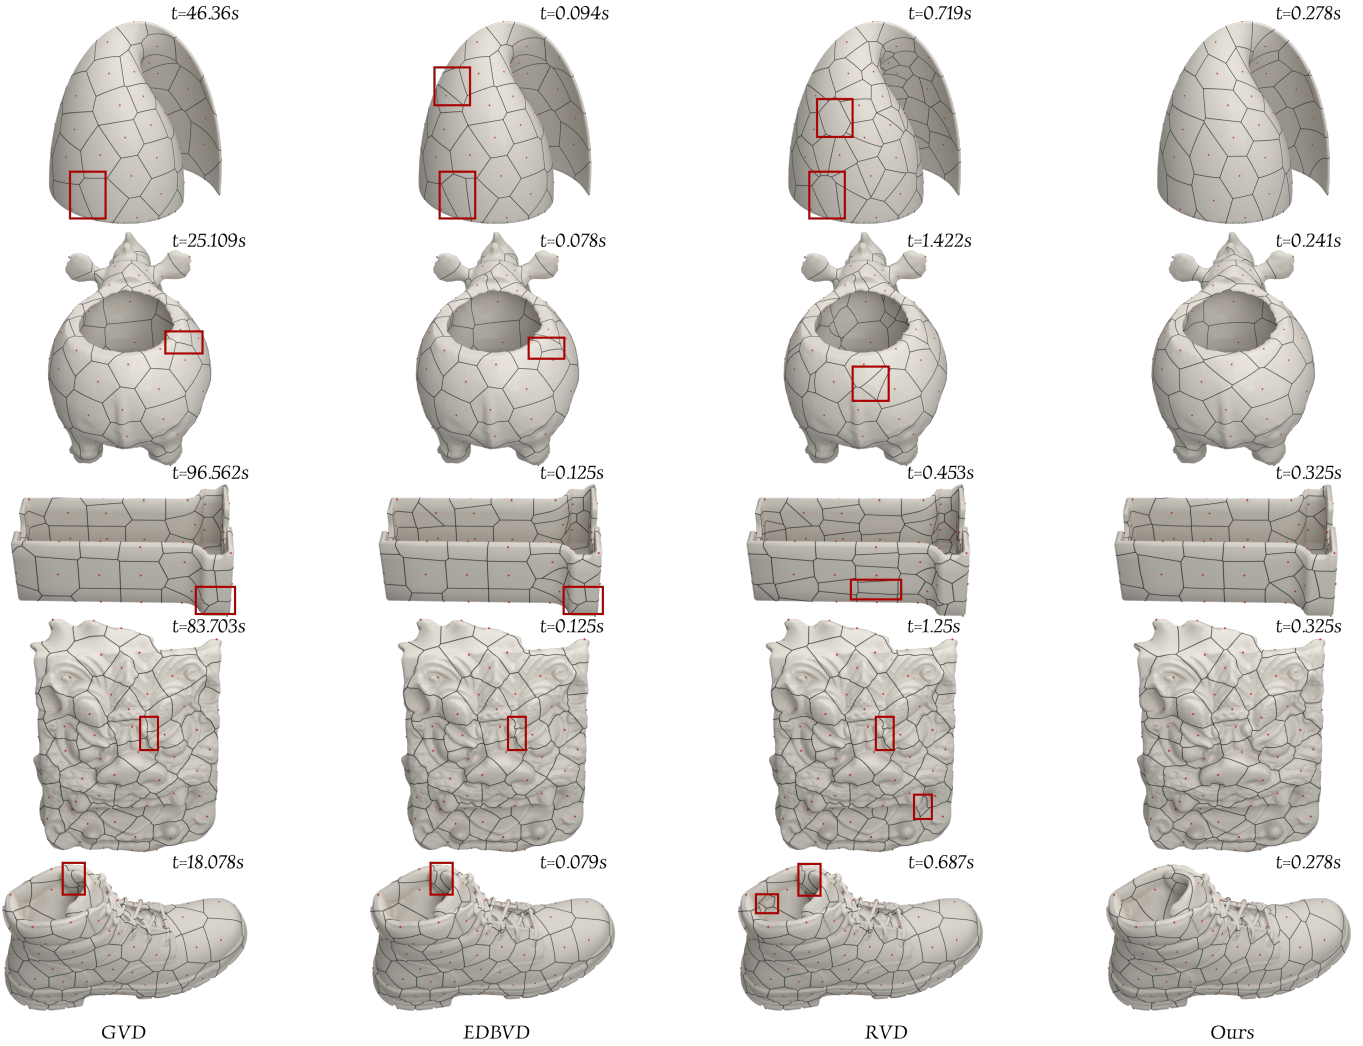 t=46.36s t=0.094s t=0.719s t=0.278s
t=25.109s t=0.078s t=1.422s t=0.241s
t=96.562s t=0.125s t=0.453s t=0.325s
t=83.703s t=0.125s t=1.25s t=0.325s
t=18.078s t=0.079s t=0.687s t=0.278s
GVD EDBVD RVD Ours